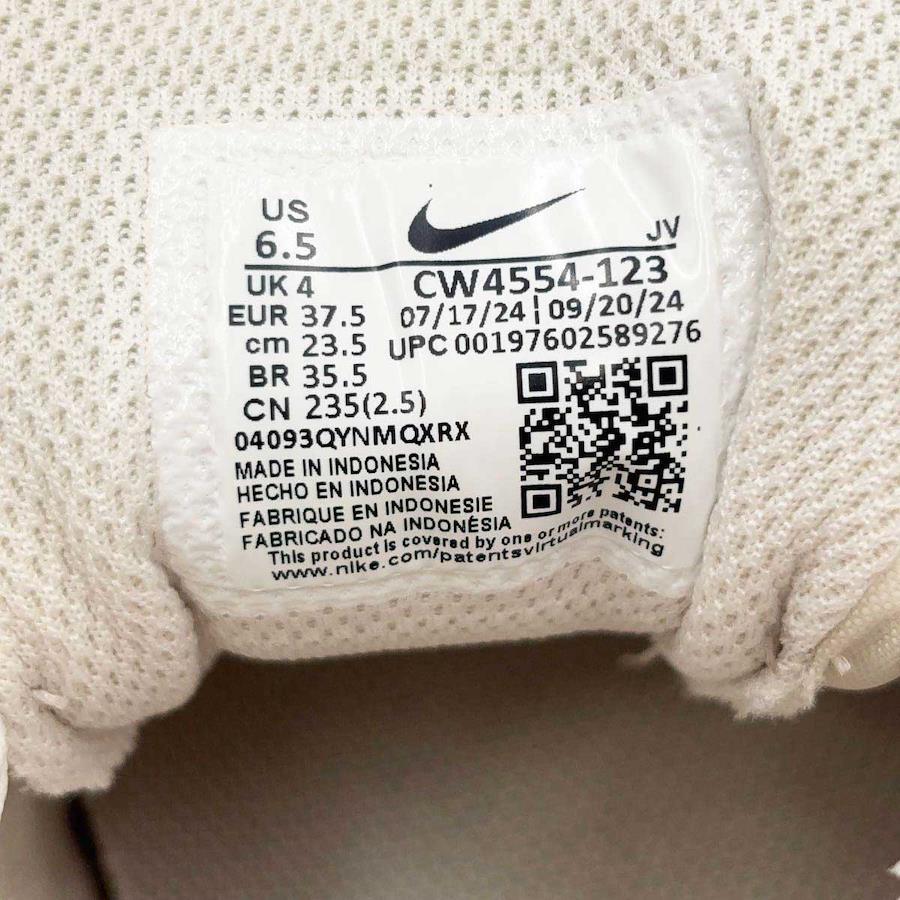 US
6.5
JV
UK 4
CW4554-123
EUR 37.5
07/17/24 | 09/20/24
cm 23.5
UPC 00197602589276
BR 35.5
CN 235(2.5)
04093QYNMQXRX
MADE IN INDONESIA
HECHO EN INDONESIA
FABRIQUE EN INDONESIE
FABRICADO NA INDONÉSIA
This product is covered by one or more patents:
www.nike.com/patentsvirtualmarking